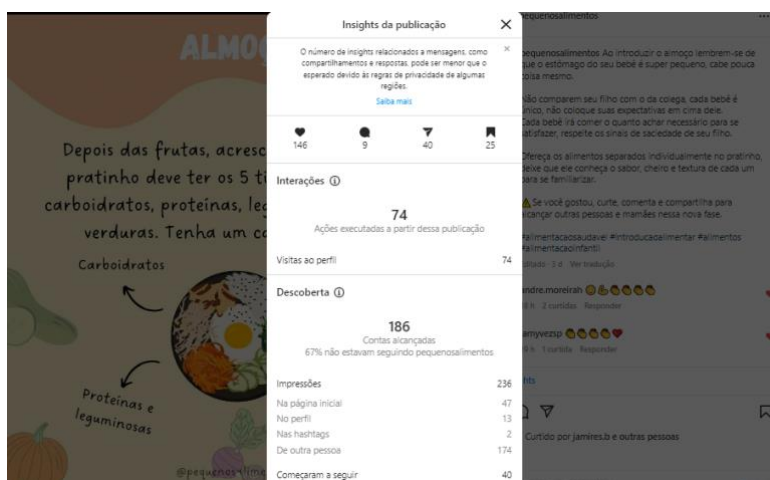 ALMOÇ
Depois das frutas, acresc
pratinho deve ter os 5 ti
carboidratos, proteínas, leg
verduras. Tenha um co
Carboidratos
Proteínas e
leguminosas
@pequenosalime
Insights da publicação
O número de insights relacionados a mensagens, como
compartilhamentos e respostas, pode ser menor que o
esperado devido às regras de privacidade de algumas
regiões.
Saiba mais
146 9 40 25
Interações
74
Ações executadas a partir dessa publicação
Visitas ao perfil 74
Descoberta
186
Contas alcançadas
67% não estavam seguindo pequenosalimentos
Impressões 236
Na página inicial 47
No perfil 13
Nas hashtags 2
De outra pessoa 174
Começaram a seguir 40
pequenosalimentos
pequenosalimentos Ao introduzir o almoço lembrem-se de
que o estômago do seu bebê é super pequeno, cabe pouca
coisa mesmo.
Não comparem seu filho com o da colega, cada bebê é
único, não coloque suas expectativas em cima dele.
Cada bebê irá comer o quanto achar necessário para se
satisfazer, respeite os sinais de saciedade de seu filho.
Ofereça os alimentos separados individualmente no pratinho,
deixe que ele conheça o sabor, cheiro e textura de cada um
para se familiarizar.
Se você gostou, curte, comenta e compartilha para
alcançar outras pessoas e mamães nessa nova fase.
#alimentacaosaudavel #introducaoalimentar #alimentos
#alimentacaoinfantil
Editado · 3 d Ver tradução
andre.moreirah
h 2 curtidas Responder
amyvezsp
h 1 curtida Responder
ghts
Curtido por jamires.b e outras pessoas